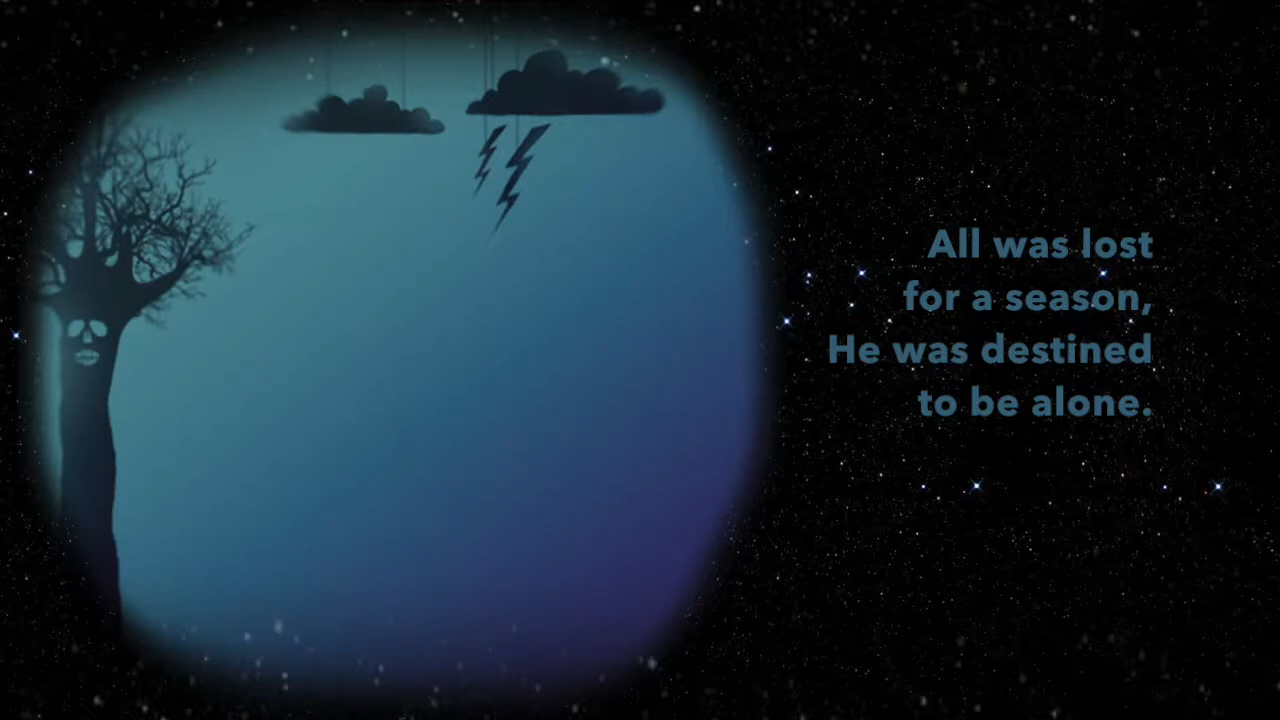 All was lost
for a season,
He was destined
to be alone.